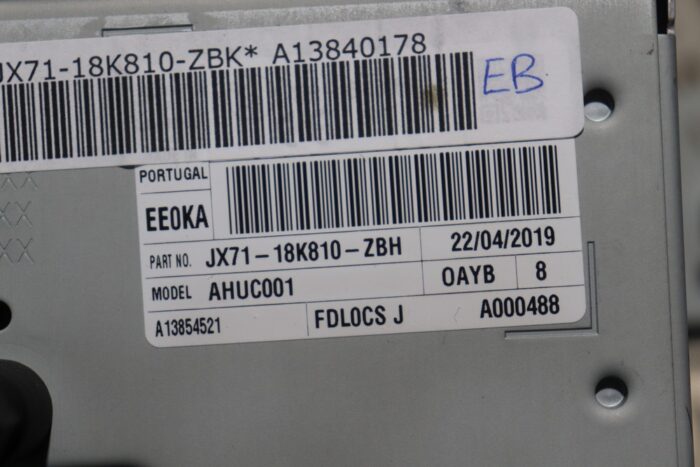 JX71-18K810-ZBK* A13840178
EB
PORTUGAL
EE0KA
PART NO. JX71-18K810-ZBH 22/04/2019
MODEL AHUC001 0AYB 8
A13854521 FDL0CS J A000488